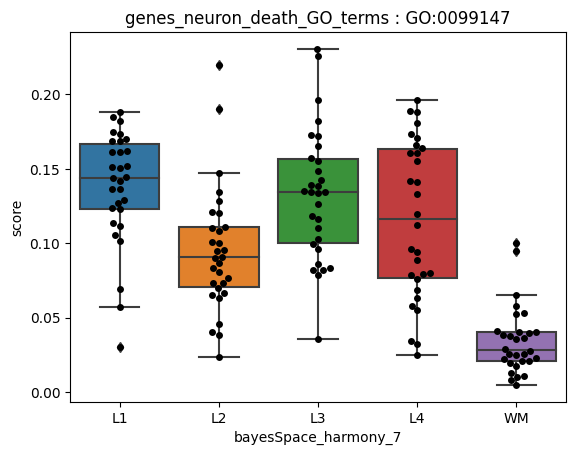 genes_neuron_death_GO_terms : GO:0099147
score
0.20
0.15
0.10
0.05
0.00
L1 L2 L3 L4 WM
bayesSpace_harmony_7